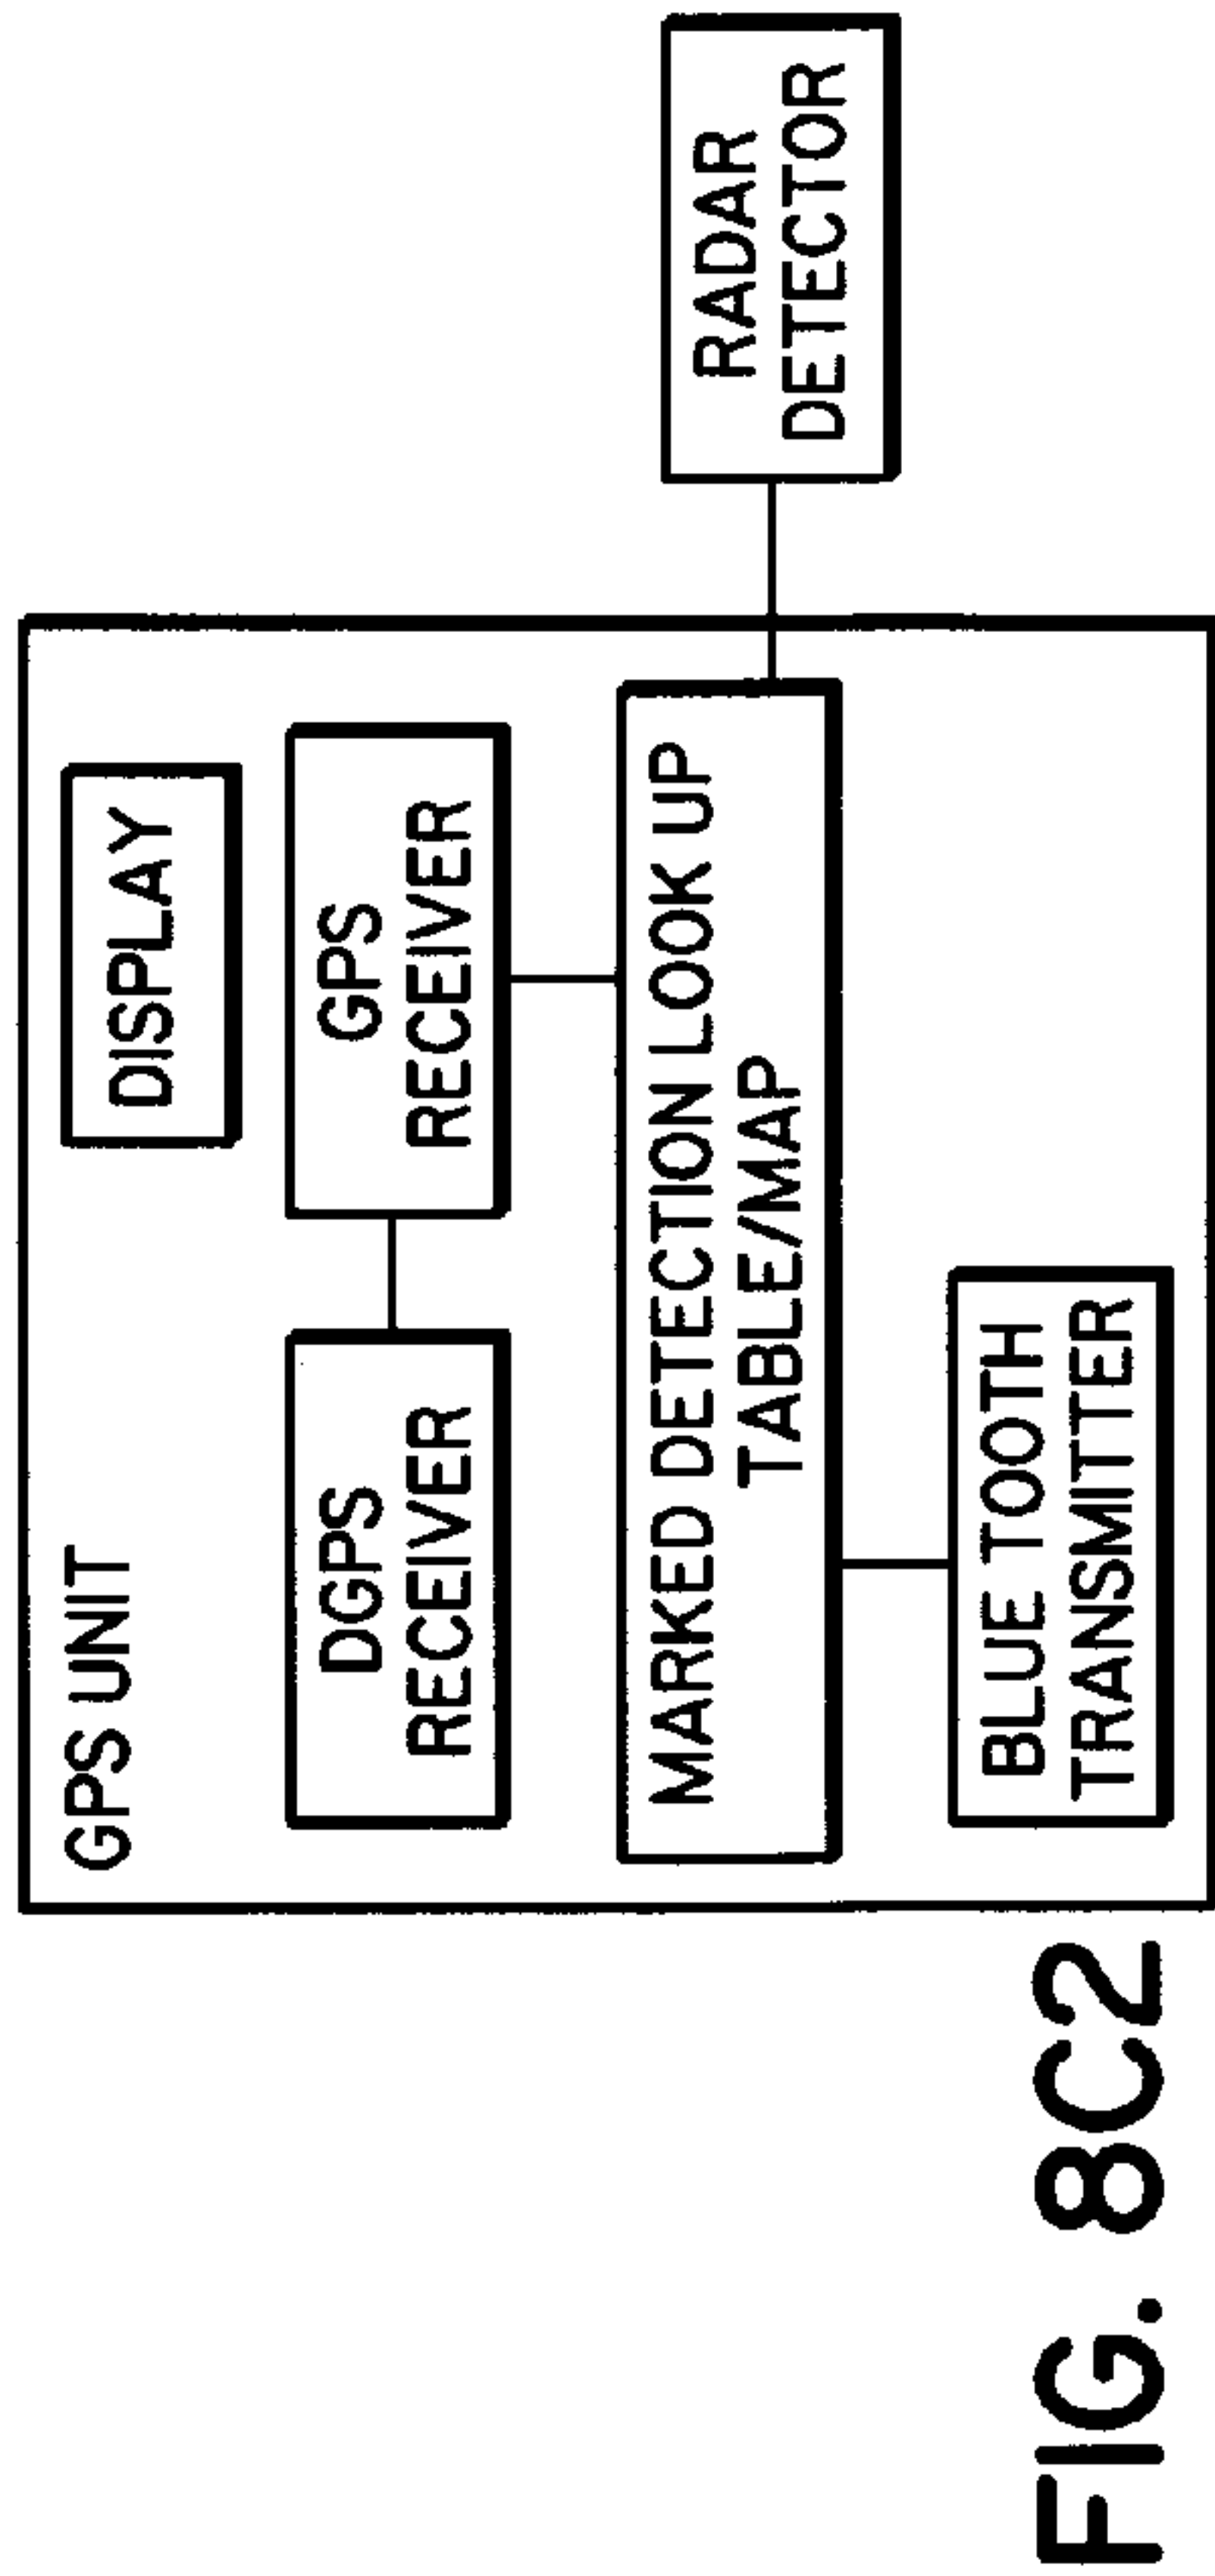 GPS UNIT
DISPLAY
DGPS
RECEIVER
GPS
RECEIVER
MARKED DETECTION LOOK UP
TABLE/MAP
RADAR
DETECTOR
BLUE TOOTH
TRANSMITTER
FIG. 8C2